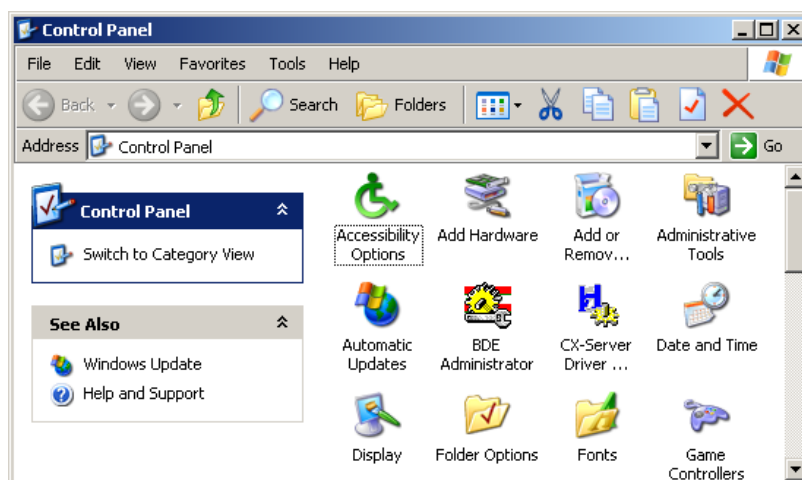 Control Panel
File Edit View Favorites Tools Help
Back Search Folders
Address Control Panel Go
Control Panel
Switch to Category View
See Also
Windows Update
Help and Support
Accessibility
Options
Add Hardware
Add or
Remov...
Administrative
Tools
Automatic
Updates
BDE
Administrator
CX-Server
Driver ...
Date and Time
Display
Folder Options
Fonts
Game
Controllers